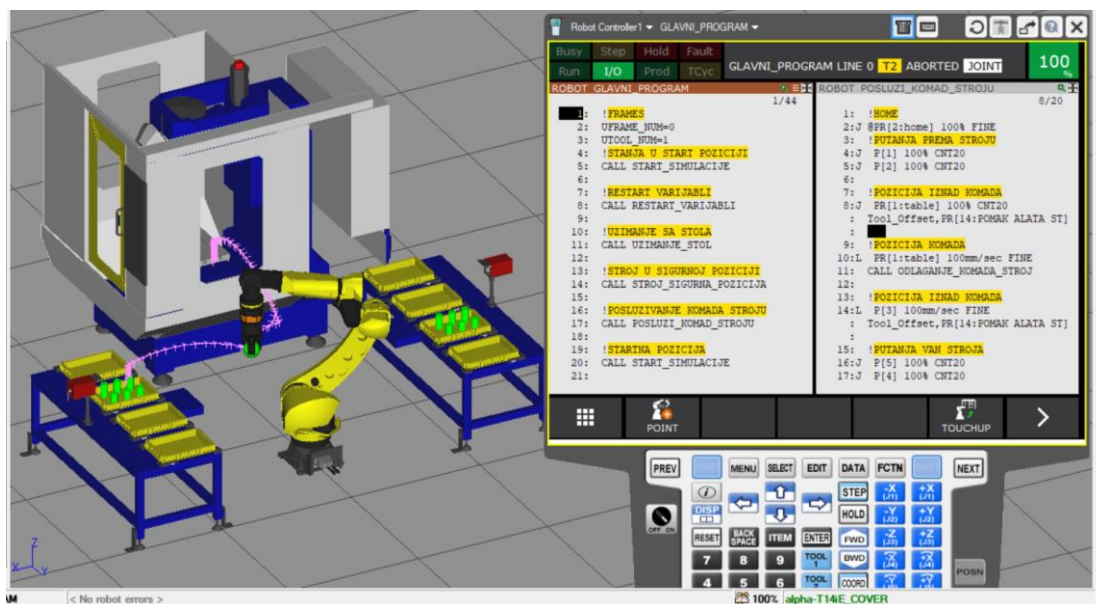 Robot Controller1 GLAVNI_PROGRAM
Busy Step Hold Fault
Run I/O Prod TCyc
GLAVNI_PROGRAM LINE 0 T2 ABORTED JOINT
100 %
ROBOT GLAVNI_PROGRAM
1/44
1: !FRAMES
2: UFRAME_NUM=0
3: UTOOL_NUM=1
4: !STANJA U START POZICIJI
5: CALL START_SIMULACIJE
6:
7: !RESTART VARIJABLI
8: CALL RESTART_VARIJABLI
9:
10: !UZIMANJE SA STOLA
11: CALL UZIMANJE_STOL
12:
13: !STROJ U SIGURNOJ POZICIJI
14: CALL STROJ_SIGURNA_POZICIJA
15:
16: !POSLUZIVANJE KOMADA STROJU
17: CALL POSLUZI_KOMAD_STROJU
18:
19: !STARTNA POZICIJA
20: CALL START_SIMULACIJE
21:
ROBOT POSLUZI_KOMAD_STROJU
8/20
1: !HOME
2:J @PR[2:home] 100% FINE
3: !PUTANJA PREMA STROJU
4:J P[1] 100% CNT20
5:J P[2] 100% CNT20
6:
7: !POZICIJA IZNAD KOMADA
8:J PR[1:table] 100% CNT20
: Tool_Offset,PR[14:POMAK ALATA ST]
:
9: !POZICIJA KOMADA
10:L PR[1:table] 100mm/sec FINE
11: CALL ODLAGANJE_KOMADA_STROJ
12:
13: !POZICIJA IZNAD KOMADA
14:L P[3] 100mm/sec FINE
: Tool_Offset,PR[14:POMAK ALATA ST]
:
15: !PUTANJA VAN STROJA
16:J P[5] 100% CNT20
17:J P[4] 100% CNT20
POINT
TOUCHUP
PREV MENU SELECT EDIT DATA FCTN NEXT
DISP
STEP -X (J1) +X (J1)
HOLD -Y (J2) +Y (J2)
OFF ON
RESET BACK SPACE ITEM ENTER FWD -Z (J3) +Z (J3)
7 8 9 TOOL 1 BWD -X (J4) +X (J4)
4 5 6 TOOL COORD
POSN
Z
X
Y
AM < No robot errors > 100% alpha-T14iE_COVER